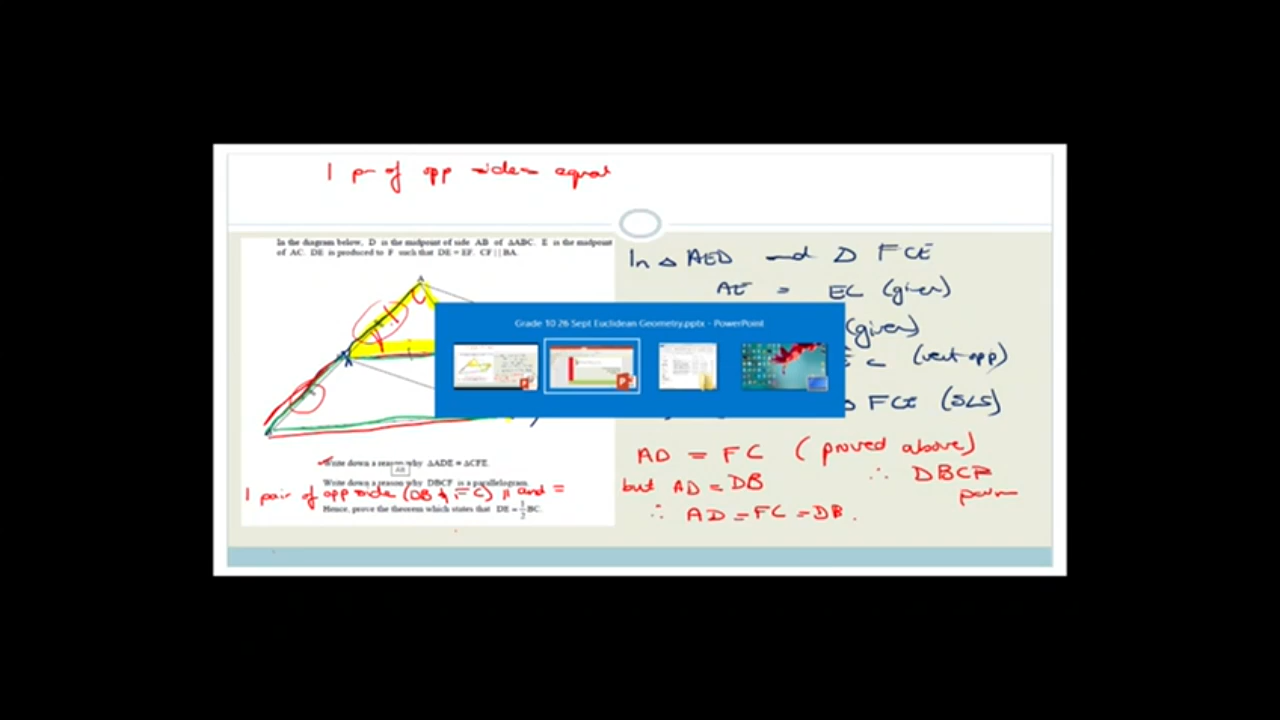 1 pr of opp sides equal
In the diagram below, D is the midpoint of side AB of ΔABC. E is the midpoint
of AC. DE is produced to F such that DE = EF. CF || BA.
A
In Δ AED and Δ FCE
AE = EC (given)
(given)
Grade 10 26 Sept Euclidean Geometry.pptx - PowerPoint
(vert opp)
FCE (S∠S)
AD = FC (proved above)
Write down a reason why ΔADE ≡ ΔCFE.
AB
but AD = DB
∴ DBCF
parm
Write down a reason why DBCF is a parallelogram.
1 pair of opp side (DB & FC) || and =
Hence, prove the theorem which states that DE = 1/2 BC.
∴ AD = FC = DB.